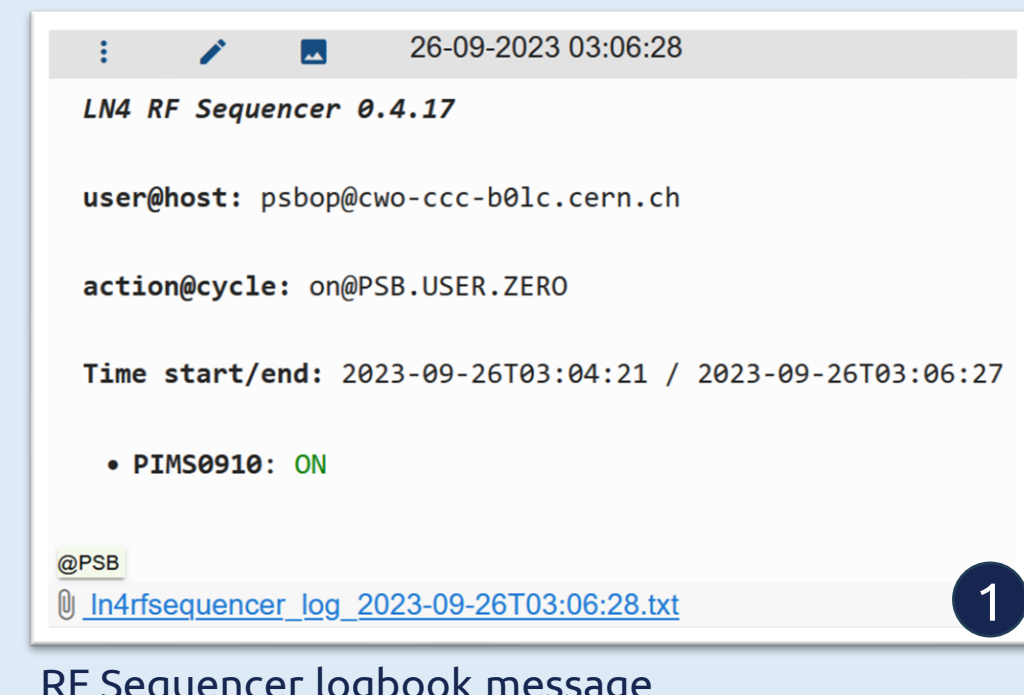 26-09-2023 03:06:28
LN4 RF Sequencer 0.4.17
user@host: psbop@cwo-ccc-b0lc.cern.ch
action@cycle: on@PSB.USER.ZERO
Time start/end: 2023-09-26T03:04:21 / 2023-09-26T03:06:27
• PIMS0910: ON
@PSB
ln4rfsequencer_log_2023-09-26T03:06:28.txt
1
RF Sequencer logbook message